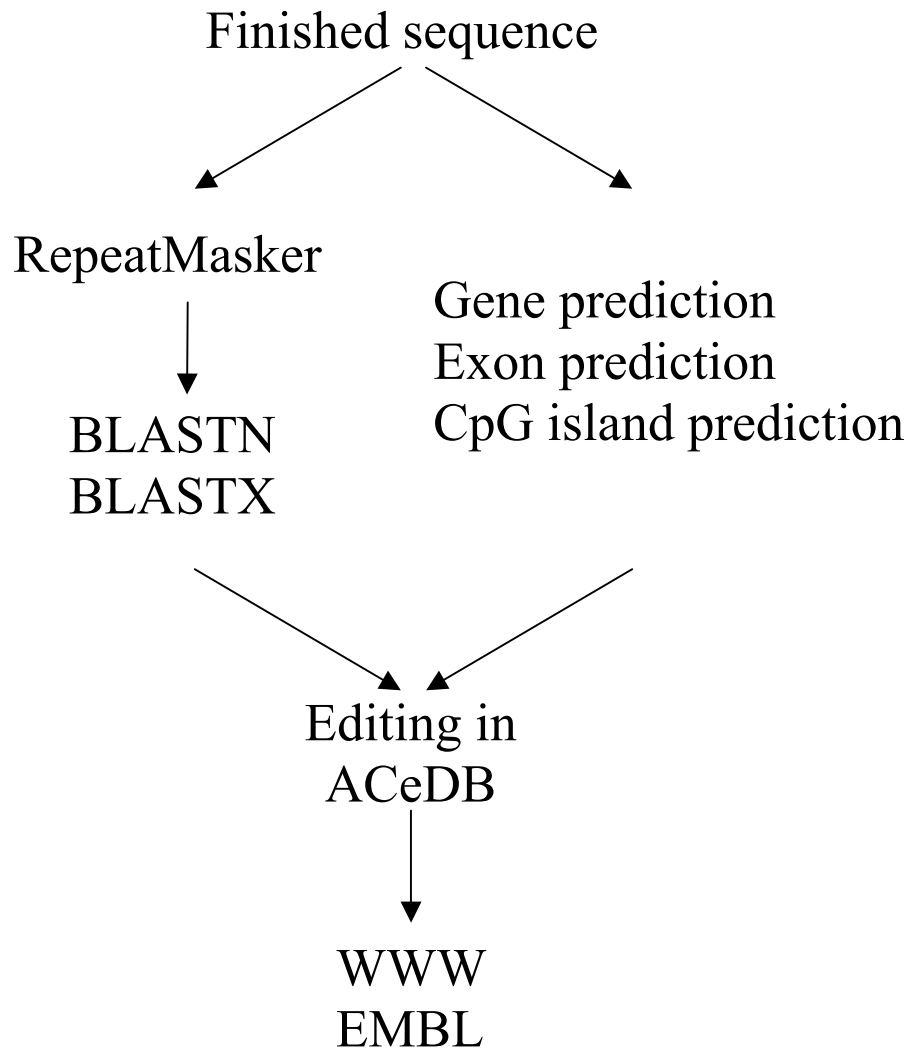 Finished sequence
RepeatMasker
BLASTN
BLASTX
Gene prediction
Exon prediction
CpG island prediction
Editing in
ACeDB
WWW
EMBL